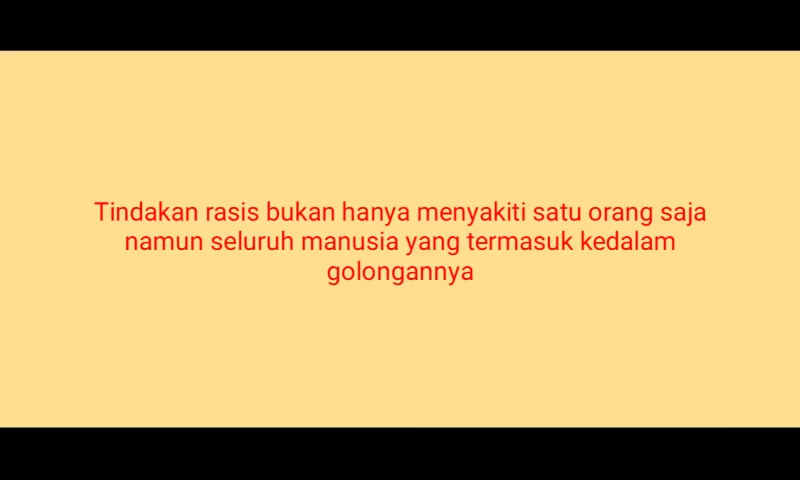 Tindakan rasis bukan hanya menyakiti satu orang saja
namun seluruh manusia yang termasuk kedalam
golongannya